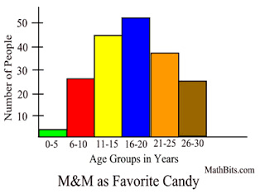 Number of People
50
40
30
20
10
0-5 6-10 11-15 16-20 21-25 26-30
Age Groups in Years
MathBits.com
M&M as Favorite Candy